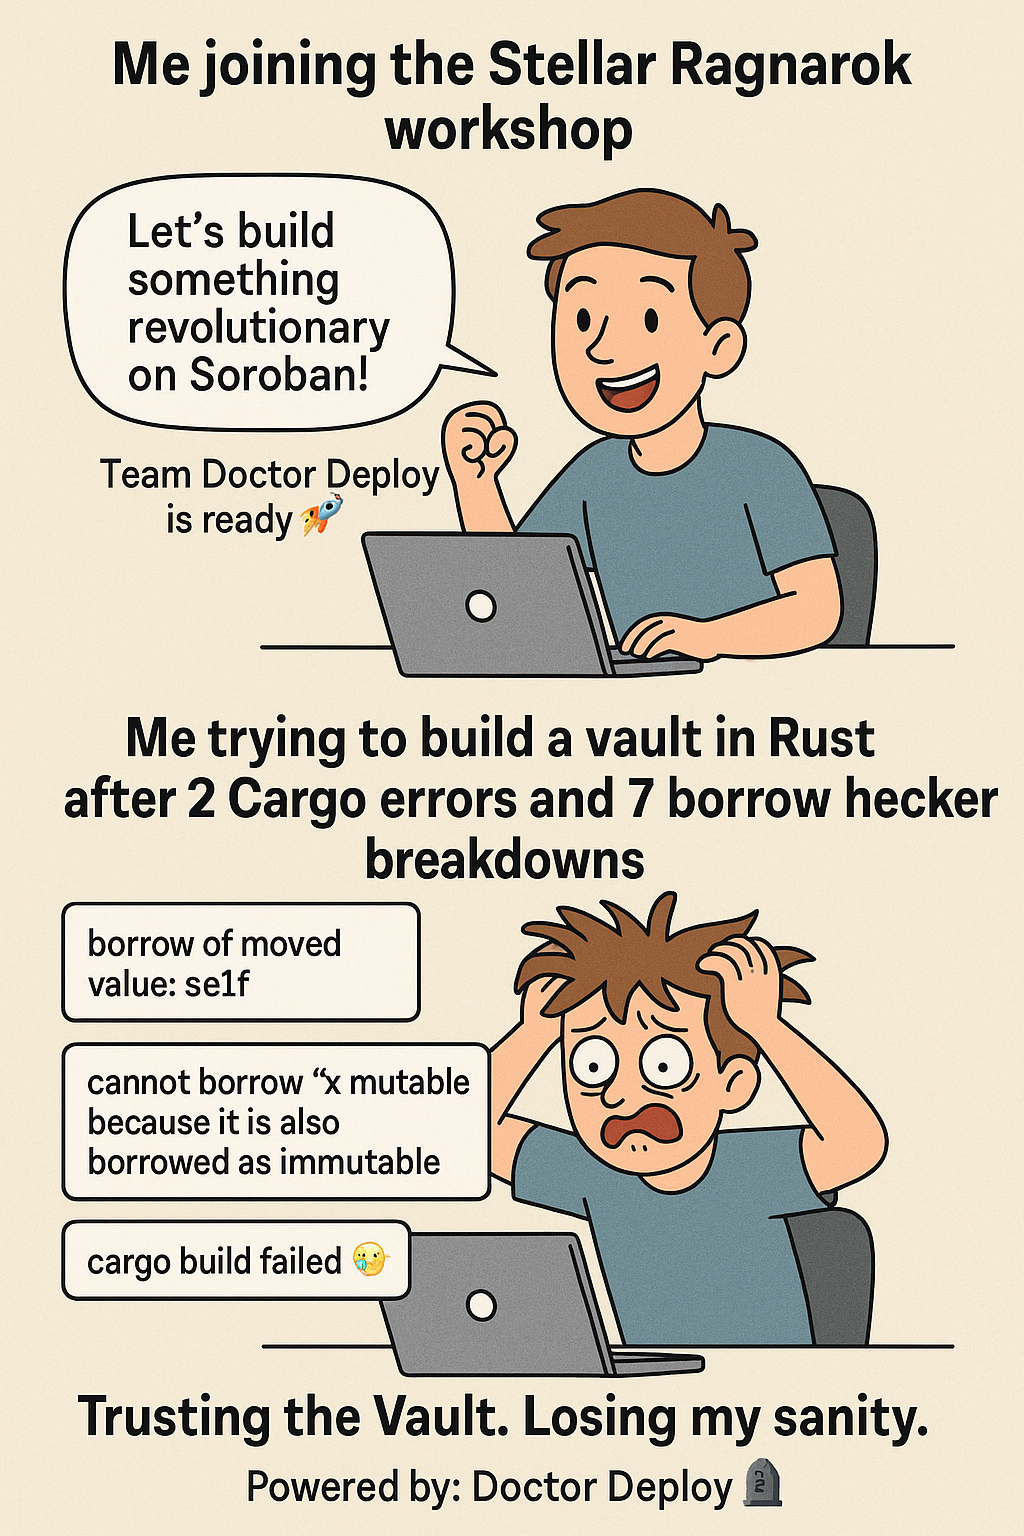 Me joining the Stellar Ragnarok
workshop
Let’s build
something
revolutionary
on Soroban!
Team Doctor Deploy
is ready 🚀
Me trying to build a vault in Rust
after 2 Cargo errors and 7 borrow hecker
breakdowns
borrow of moved
value: se1f
cannot borrow “x mutable
because it is also
borrowed as immutable
cargo build failed 🥲
Trusting the Vault. Losing my sanity.
Powered by: Doctor Deploy 🪦